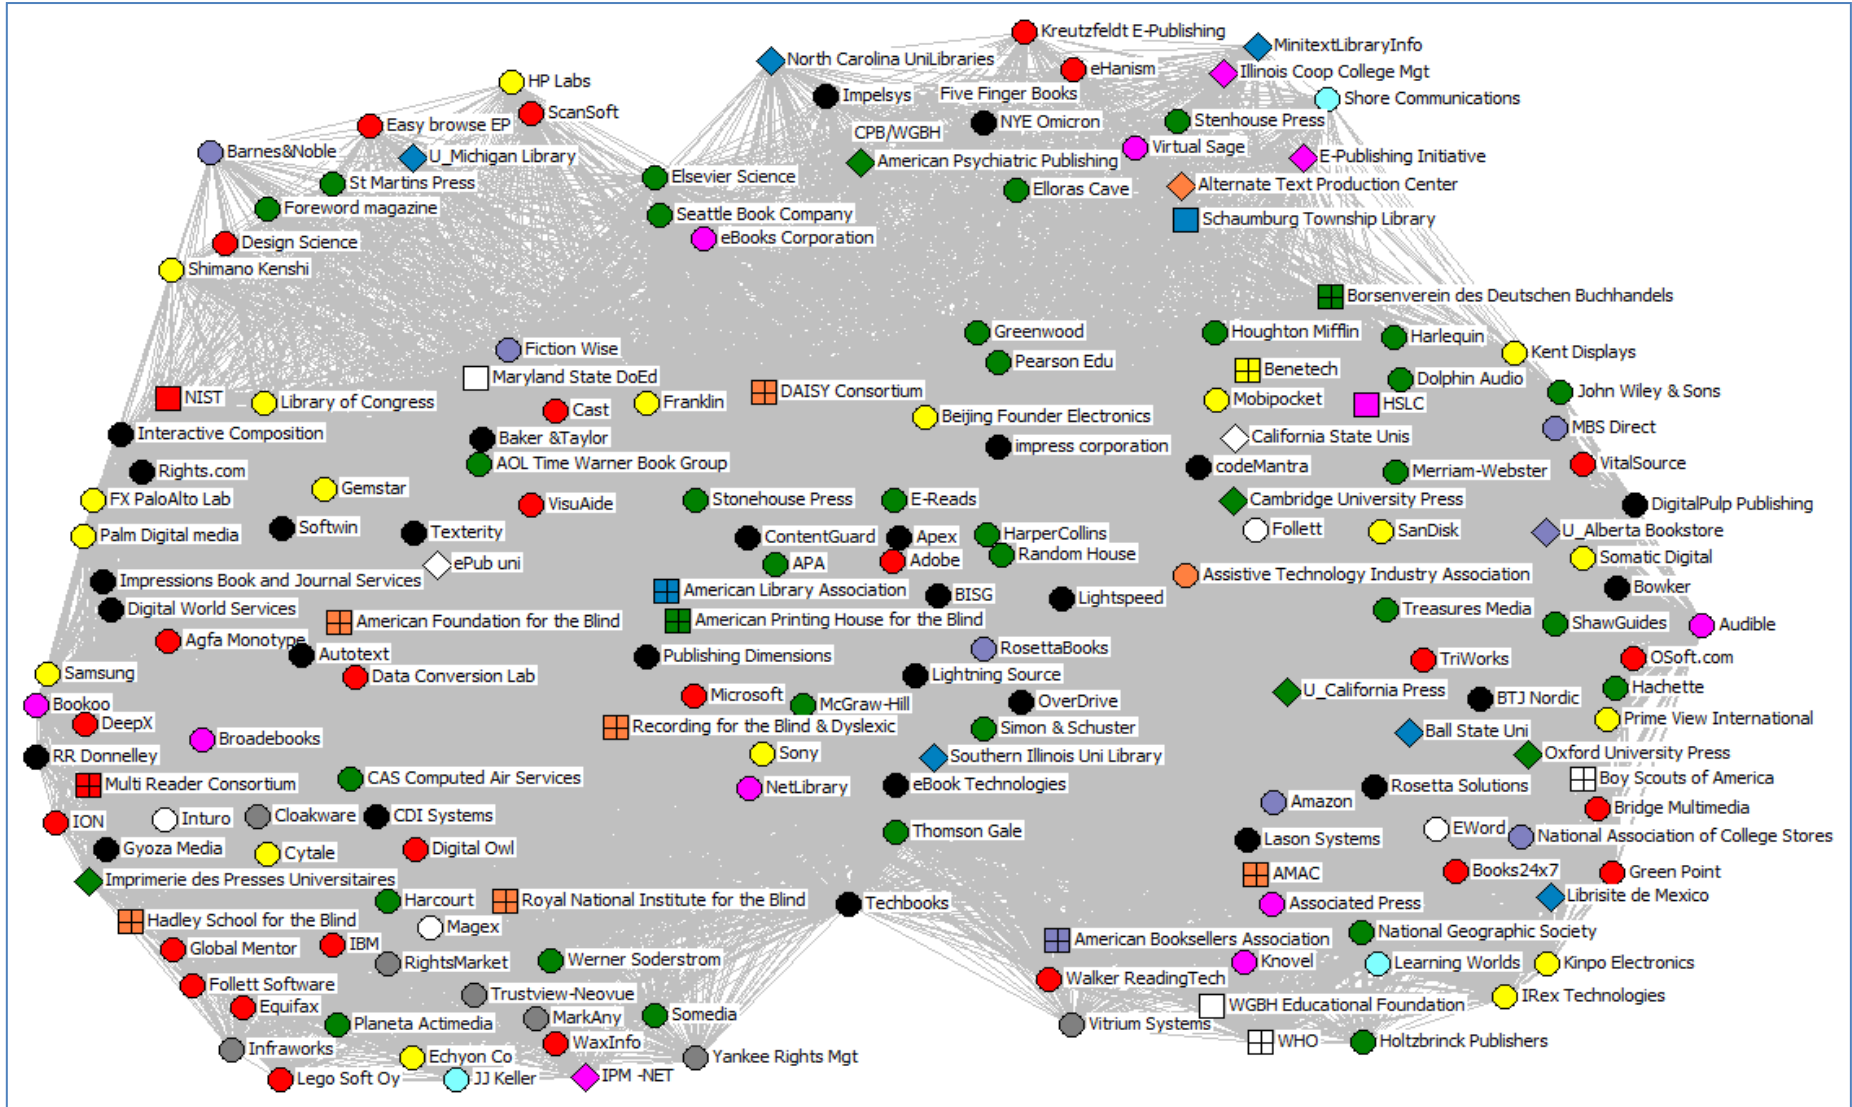 Kreutzfeldt E-Publishing
MinitextLibraryInfo
North Carolina UniLibraries
eHanism
Illinois Coop College Mgt
HP Labs
Impelsys
Five Finger Books
Shore Communications
ScanSoft
Easy browse EP
CPB/WGBH
NYE Omicron
Stenhouse Press
Barnes&Noble
U_Michigan Library
American Psychiatric Publishing
Virtual Sage
E-Publishing Initiative
St Martins Press
Elsevier Science
Elloras Cave
Alternate Text Production Center
Foreword magazine
Seattle Book Company
Schaumburg Township Library
Design Science
eBooks Corporation
Shimano Kenshi
Borsenverein des Deutschen Buchhandels
Greenwood
Houghton Mifflin
Harlequin
Fiction Wise
Pearson Edu
Kent Displays
Maryland State DoEd
Benetech
Dolphin Audio
NIST
Library of Congress
Cast
Franklin
DAISY Consortium
Beijing Founder Electronics
Mobipocket
HSLC
John Wiley & Sons
Interactive Composition
Baker &Taylor
impress corporation
California State Unis
MBS Direct
Rights.com
AOL Time Warner Book Group
codeMantra
Merriam-Webster
VitalSource
FX PaloAlto Lab
Gemstar
VisuAide
Stonehouse Press
E-Reads
Cambridge University Press
DigitalPulp Publishing
Palm Digital media
Softwin
Texterity
ContentGuard
Apex
HarperCollins
Follett
SanDisk
U_Alberta Bookstore
ePub uni
APA
Adobe
Random House
Somatic Digital
Impressions Book and Journal Services
American Library Association
BISG
Lightspeed
Assistive Technology Industry Association
Bowker
Digital World Services
American Foundation for the Blind
American Printing House for the Blind
Treasures Media
ShawGuides
Audible
Agfa Monotype
Autotext
Publishing Dimensions
RosettaBooks
TriWorks
OSoft.com
Samsung
Data Conversion Lab
Lightning Source
U_California Press
BTJ Nordic
Hachette
Bookoo
Microsoft
McGraw-Hill
OverDrive
DeepX
Broadebooks
Recording for the Blind & Dyslexic
Simon & Schuster
Ball State Uni
Prime View International
RR Donnelley
Sony
Southern Illinois Uni Library
Oxford University Press
Multi Reader Consortium
CAS Computed Air Services
NetLibrary
eBook Technologies
Rosetta Solutions
Boy Scouts of America
ION
Inturo
Cloakware
CDI Systems
Amazon
Bridge Multimedia
Gyoza Media
Cytale
Digital Owl
Thomson Gale
Lason Systems
EWord
National Association of College Stores
Imprimerie des Presses Universitaires
AMAC
Books24x7
Green Point
Harcourt
Royal National Institute for the Blind
Techbooks
Associated Press
Librisite de Mexico
Hadley School for the Blind
Magex
American Booksellers Association
National Geographic Society
Global Mentor
IBM
RightsMarket
Werner Soderstrom
Knovel
Learning Worlds
Kinpo Electronics
Follett Software
Trustview-Neovue
Walker ReadingTech
IRex Technologies
Equifax
MarkAny
Somedia
WGBH Educational Foundation
Planeta Actimedia
Vitrium Systems
Infraworks
Echyon Co
WaxInfo
Yankee Rights Mgt
WHO
Holtzbrinck Publishers
Lego Soft Oy
JJ Keller
IPM -NET